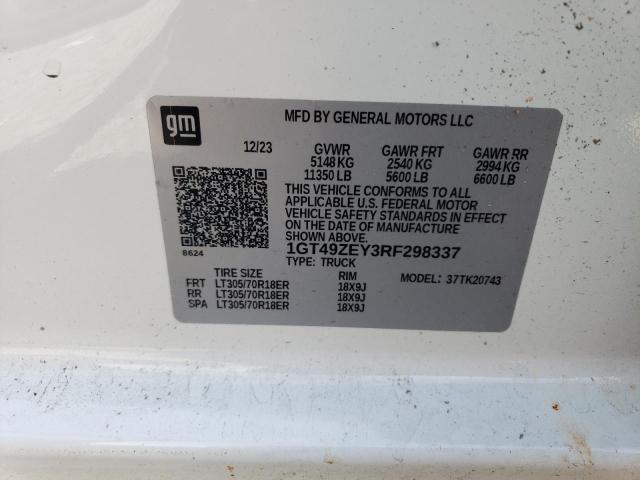 gm
MFD BY GENERAL MOTORS LLC
12/23 GVWR GAWR FRT GAWR RR
5148 KG 2540 KG 2994 KG
11350 LB 5600 LB 6600 LB
THIS VEHICLE CONFORMS TO ALL
APPLICABLE U.S. FEDERAL MOTOR
VEHICLE SAFETY STANDARDS IN EFFECT
ON THE DATE OF MANUFACTURE
SHOWN ABOVE.
8624 1GT49ZEY3RF298337
TYPE: TRUCK
TIRE SIZE RIM MODEL: 37TK20743
FRT LT305/70R18ER 18X9J
RR LT305/70R18ER 18X9J
SPA LT305/70R18ER 18X9J